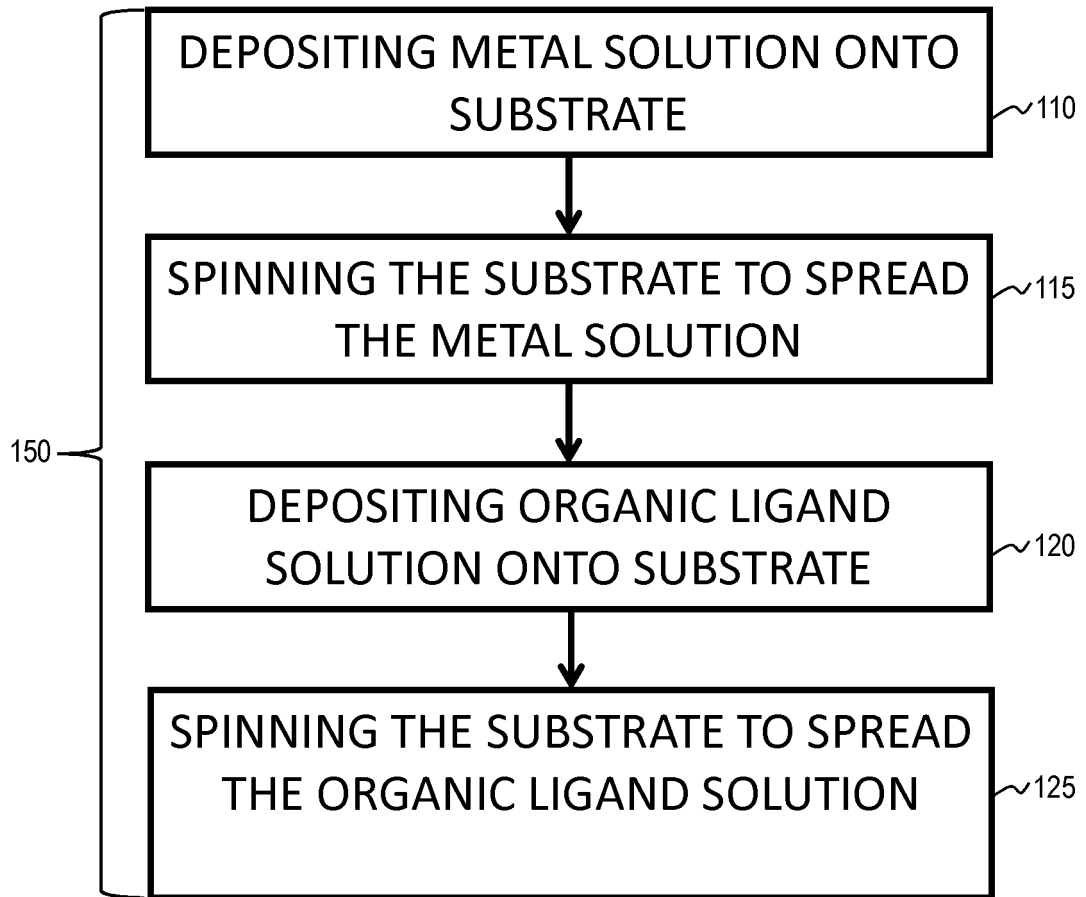 DEPOSITING METAL SOLUTION ONTO
SUBSTRATE
110
SPINNING THE SUBSTRATE TO SPREAD
THE METAL SOLUTION
115
150
DEPOSITING ORGANIC LIGAND
SOLUTION ONTO SUBSTRATE
120
SPINNING THE SUBSTRATE TO SPREAD
THE ORGANIC LIGAND SOLUTION
125